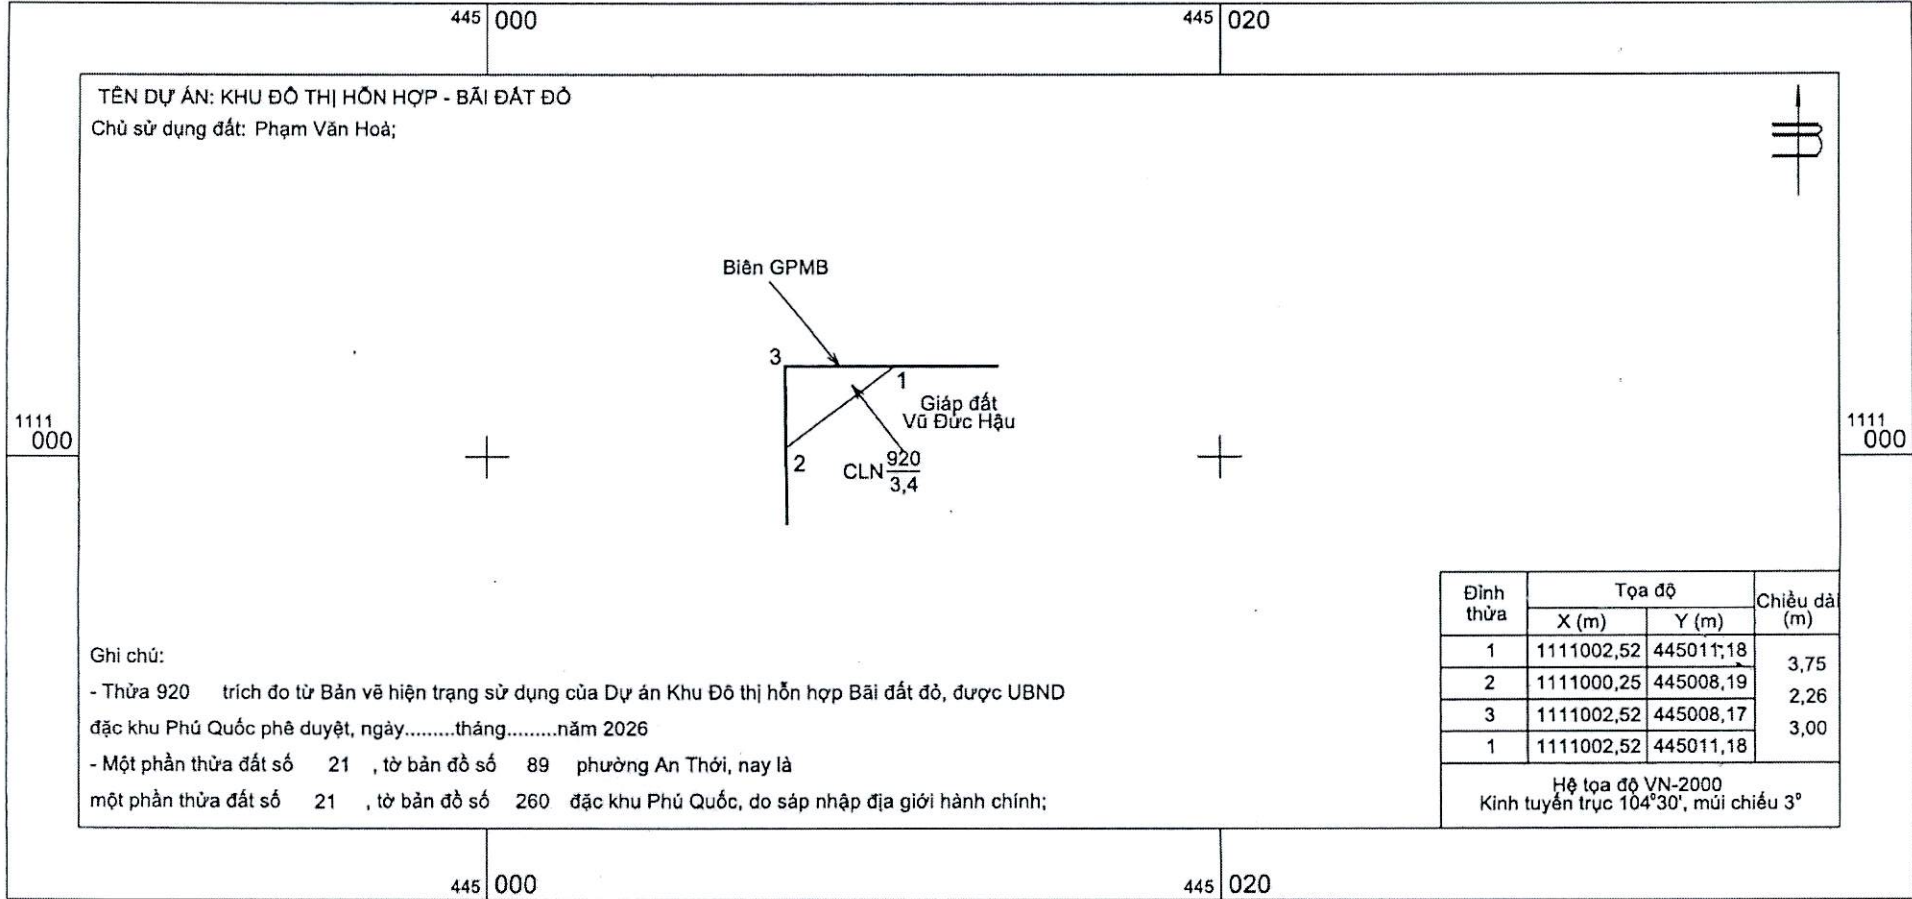 445 000
445 020
TÊN DỰ ÁN: KHU ĐÔ THỊ HỖN HỢP - BÃI ĐẤT ĐỎ
Chủ sử dụng đất: Phạm Văn Hoà;
B
Biên GPMB
3
1
Giáp đất
Vũ Đức Hậu
1111
000
1111
000
2
CLN 920
3,4
Đỉnh thửa
Tọa độ
Chiều dài (m)
X (m) Y (m)
1 1111002,52 445011,18
3,75
2 1111000,25 445008,19
2,26
3 1111002,52 445008,17
3,00
1 1111002,52 445011,18
Hệ tọa độ VN-2000
Kinh tuyến trục 104°30', múi chiếu 3°
Ghi chú:
- Thửa 920 trích đo từ Bản vẽ hiện trạng sử dụng của Dự án Khu Đô thị hỗn hợp Bãi đất đỏ, được UBND
đặc khu Phú Quốc phê duyệt, ngày.........tháng.........năm 2026
- Một phần thửa đất số 21 , tờ bản đồ số 89 phường An Thới, nay là
một phần thửa đất số 21 , tờ bản đồ số 260 đặc khu Phú Quốc, do sáp nhập địa giới hành chính;
445 000
445 020